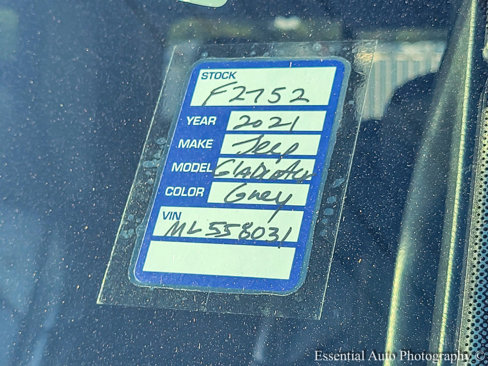 STOCK
F2752
YEAR 2021
MAKE Jeep
MODEL Gladiator
COLOR Grey
VIN
ML558031
Essential Auto Photography ©